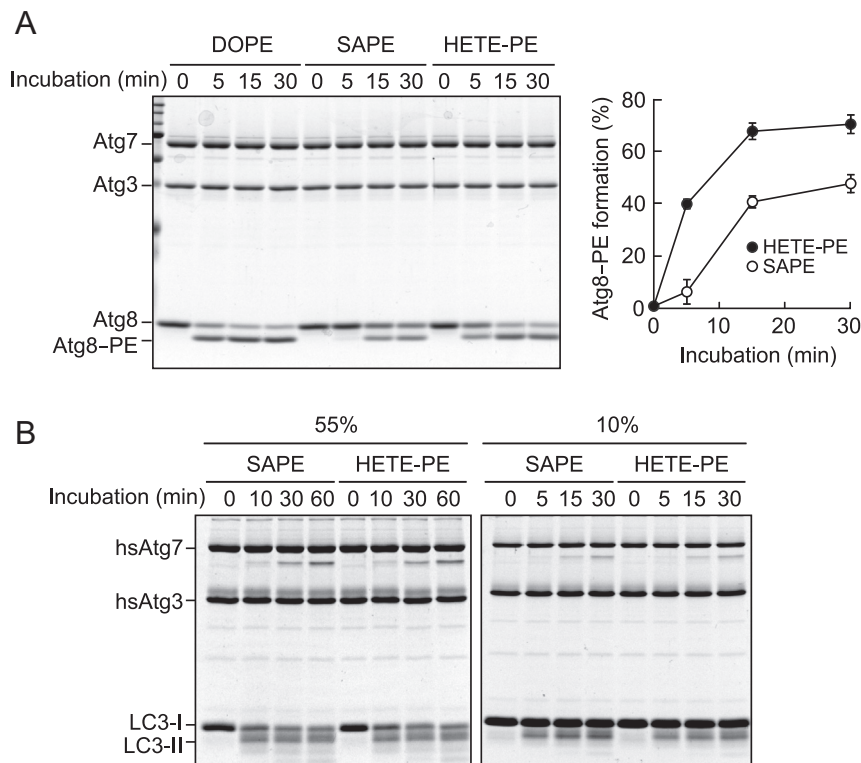 A
DOPE SAPE HETE-PE
Incubation (min) 0 5 15 30 0 5 15 30 0 5 15 30
Atg7
Atg3
Atg8
Atg8–PE
Atg8–PE formation (%)
80
60
40
20
0
HETE-PE
SAPE
0 10 20 30
Incubation (min)
B
55% 10%
SAPE HETE-PE SAPE HETE-PE
Incubation (min) 0 10 30 60 0 10 30 60 0 5 15 30 0 5 15 30
hsAtg7
hsAtg3
LC3-I
LC3-II